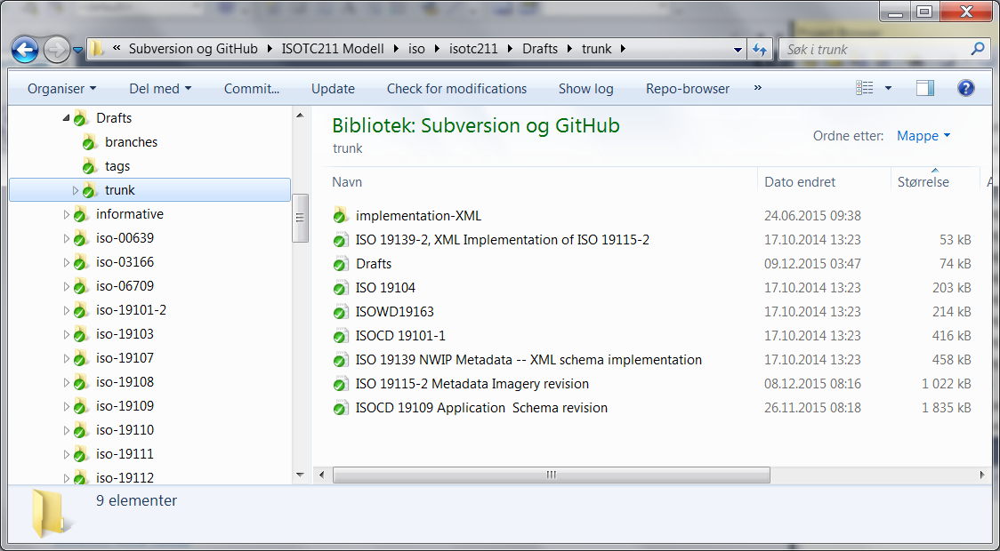 « Subversion og GitHub ▸ ISOTC211 Modell ▸ iso ▸ isotc211 ▸ Drafts ▸ trunk ▸
Søk i trunk
Organiser Del med Commit... Update Check for modifications Show log Repo-browser »
Drafts
branches
tags
trunk
informative
iso-00639
iso-03166
iso-06709
iso-19101-2
iso-19103
iso-19107
iso-19108
iso-19109
iso-19110
iso-19111
iso-19112
Bibliotek: Subversion og GitHub
trunk
Ordne etter: Mappe
Navn Dato endret Størrelse
implementation-XML 24.06.2015 09:38
ISO 19139-2, XML Implementation of ISO 19115-2 17.10.2014 13:23 53 kB
Drafts 09.12.2015 03:47 74 kB
ISO 19104 17.10.2014 13:23 203 kB
ISOWD19163 17.10.2014 13:23 214 kB
ISOCD 19101-1 17.10.2014 13:23 416 kB
ISO 19139 NWIP Metadata -- XML schema implementation 17.10.2014 13:23 458 kB
ISO 19115-2 Metadata Imagery revision 08.12.2015 08:16 1 022 kB
ISOCD 19109 Application  Schema revision 26.11.2015 08:18 1 835 kB
9 elementer